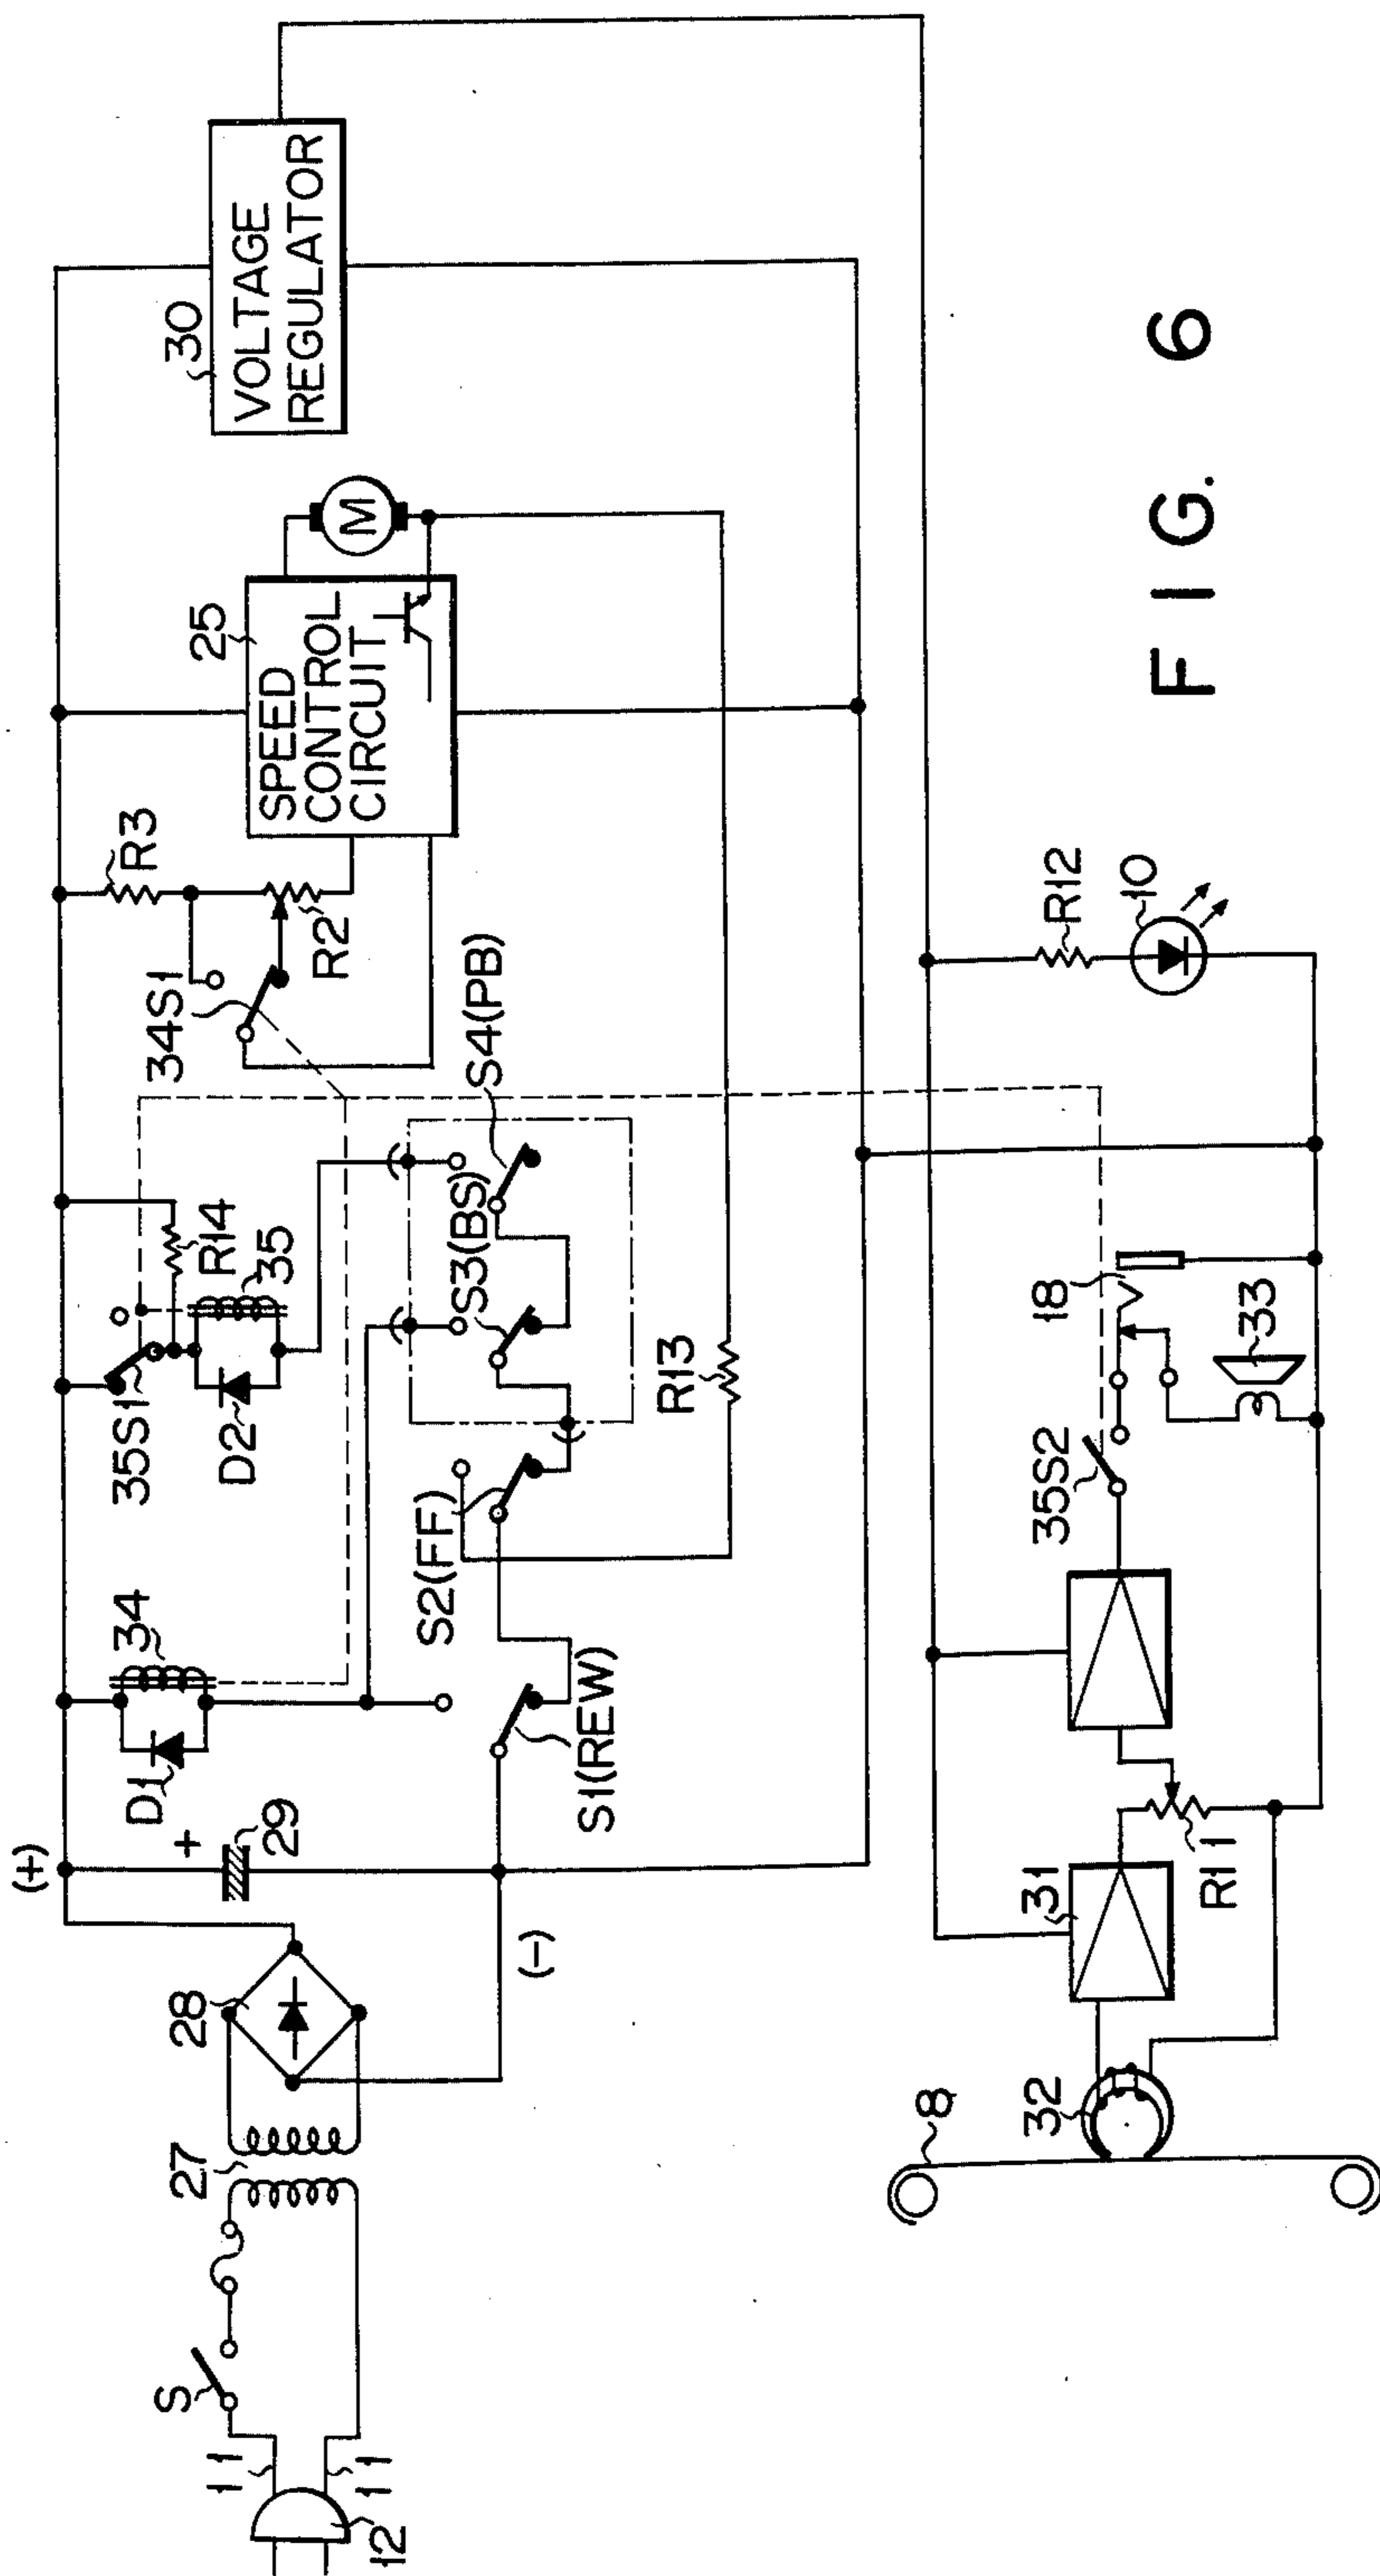 (+)
(−)
12
11
11
S
27
28
29
+
D1
34
S1(REW)
S2(FF)
35S1
D2
35
R14
S3(BS)
S4(PB)
R13
34S1
R2
R3
25
SPEED
CONTROL
CIRCUIT
M
30
VOLTAGE
REGULATOR
8
32
31
R11
35S2
18
33
R12
10
FIG. 6